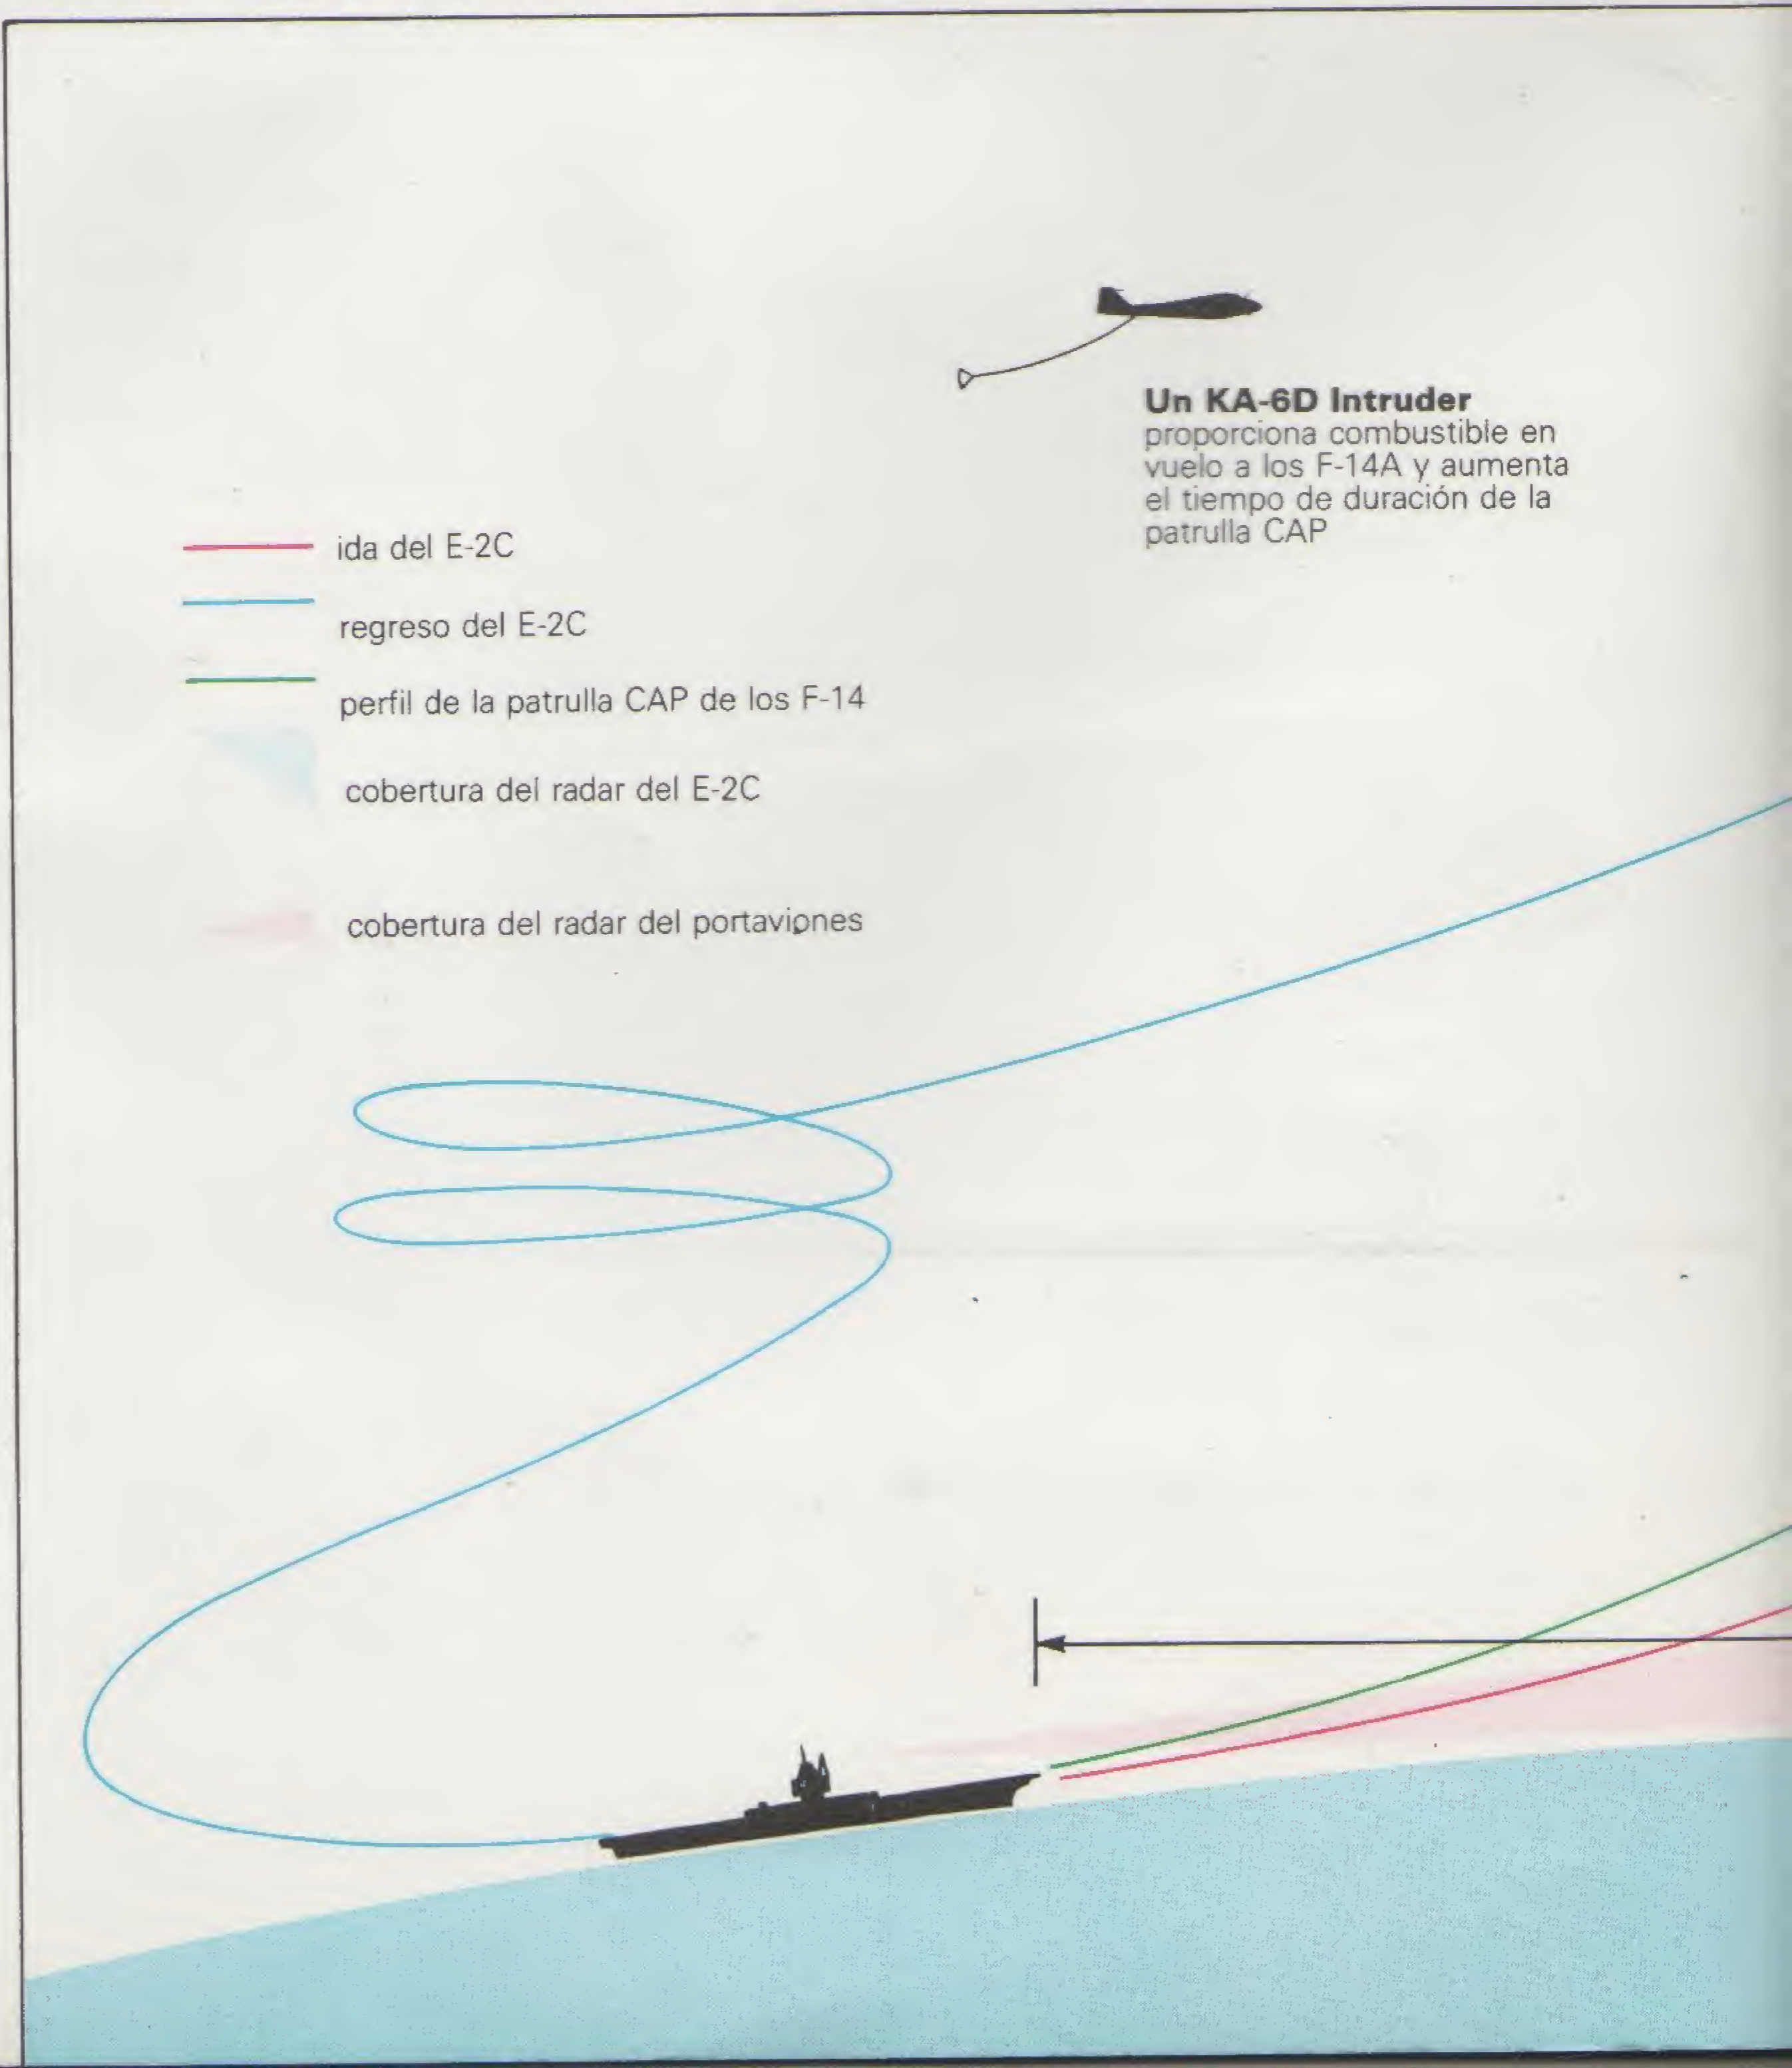 Un KA-6D Intruder
proporciona combustible en
vuelo a los F-14A y aumenta
el tiempo de duración de la
patrulla CAP
ida del E-2C
regreso del E-2C
perfil de la patrulla CAP de los F-14
cobertura del radar del E-2C
cobertura del radar del portaviones